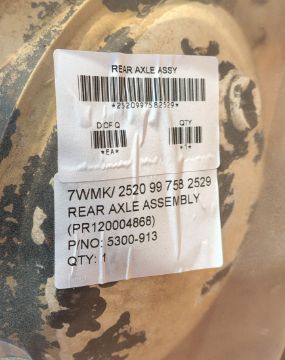 REAR AXLE ASSY
*2520997582529*
D OF Q
QTY
*EA*
*1*
7WMK/ 2520 99 758 2529
REAR AXLE ASSEMBLY
(PR120004868)
P/NO: 5300-913
QTY: 1